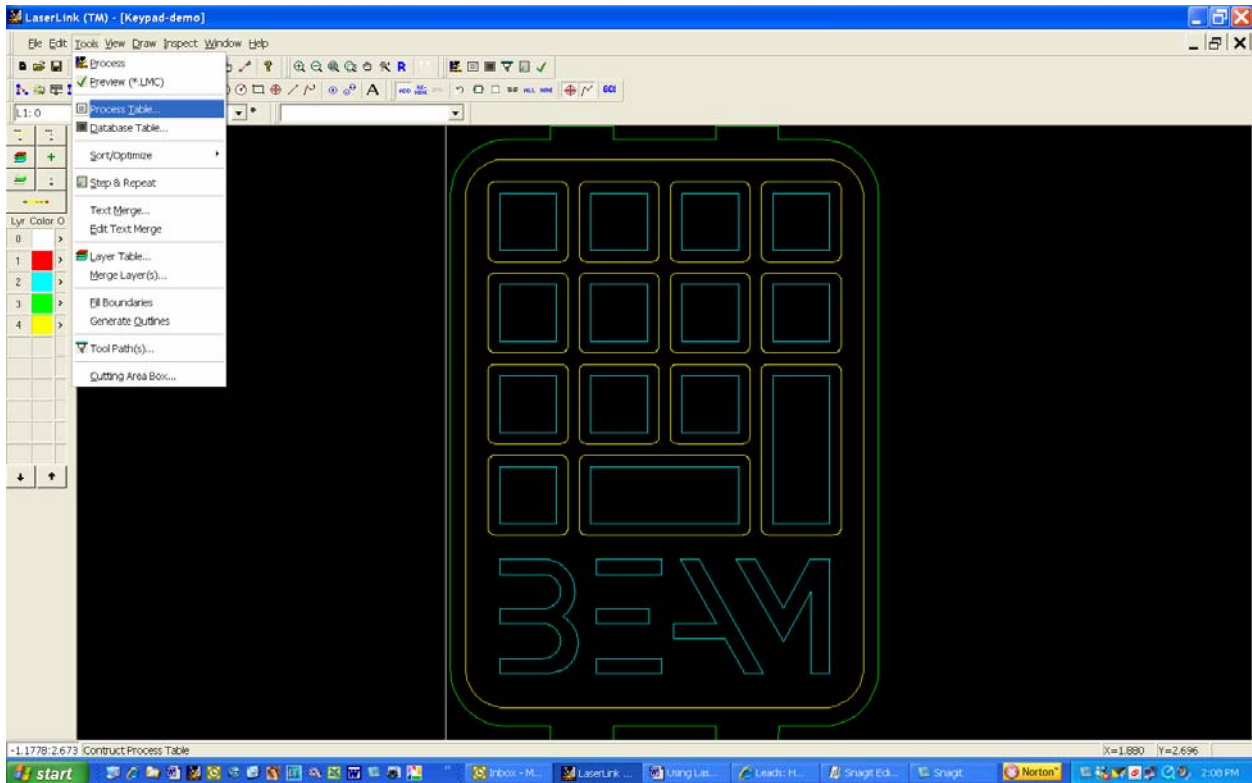 LaserLink (TM) - [Keypad-demo]
File Edit Tools View Draw Inspect Window Help
Process
Preview (*.LMC)
Process Table...
Database Table...
Sort/Optimize
Step & Repeat
Text Merge...
Edit Text Merge
Layer Table...
Merge Layer(s)...
Fill Boundaries
Generate Outlines
Tool Path(s)...
Cutting Area Box...
R
A ADD ALL GO!
L1: 0
Lyr Color O
0
1
2
3
4
BEAM
-1.1778:2.673 Contruct Process Table X=1.880 Y=2.696
start Inbox - M... LaserLink ... Using Las... Leads: H... SnagIt Edi... SnagIt Norton 2:08 PM